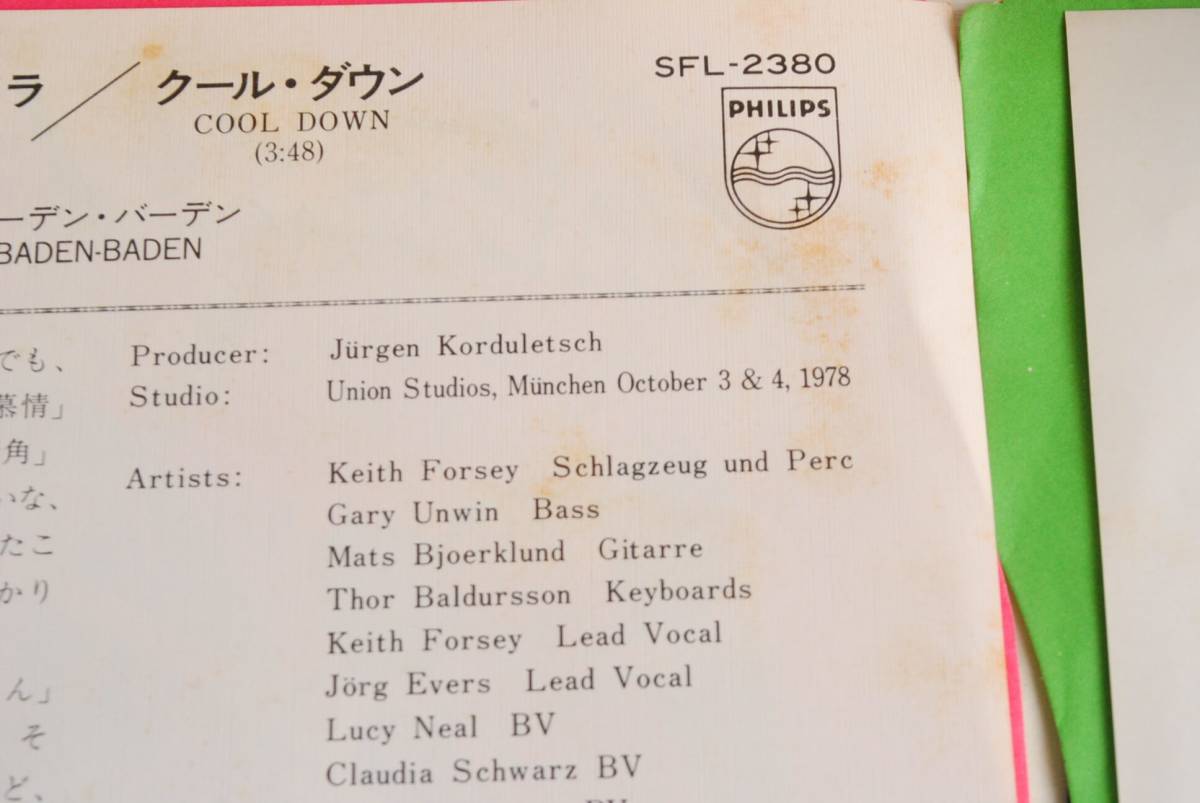 ラ／クール・ダウン
COOL DOWN
(3:48)
SFL-2380
PHILIPS
ーデン・バーデン
BADEN-BADEN
でも、
慕情」
角」
いな、
たこ
かり
ん」
そ
ど、
Producer: Jürgen Korduletsch
Studio: Union Studios, München October 3 & 4, 1978
Artists: Keith Forsey Schlagzeug und Perc
Gary Unwin Bass
Mats Bjoerklund Gitarre
Thor Baldursson Keyboards
Keith Forsey Lead Vocal
Jörg Evers Lead Vocal
Lucy Neal BV
Claudia Schwarz BV